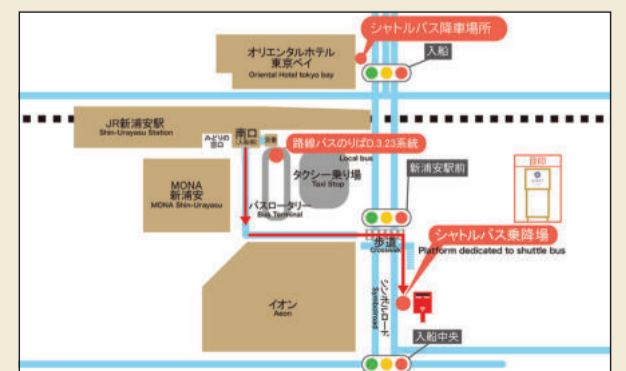 シャトルバス降車場所
オリエンタルホテル
東京ベイ
Oriental Hotel tokyo bay
入船
JR新浦安駅
Shin-Urayasu Station
みどりの
窓口
南口
路線バスのりばD.3.23系統
Local bus
タクシー乗り場
Taxi Stop
MONA
新浦安
MONA Shin-Urayasu
バスロータリー
Bus Terminal
新浦安駅前
目印
シャトルバス乗降場
Platform dedicated to shuttle bus
歩道
Crosswalk
イオン
Aeon
シンボルロード
Symbolroad
入船中央